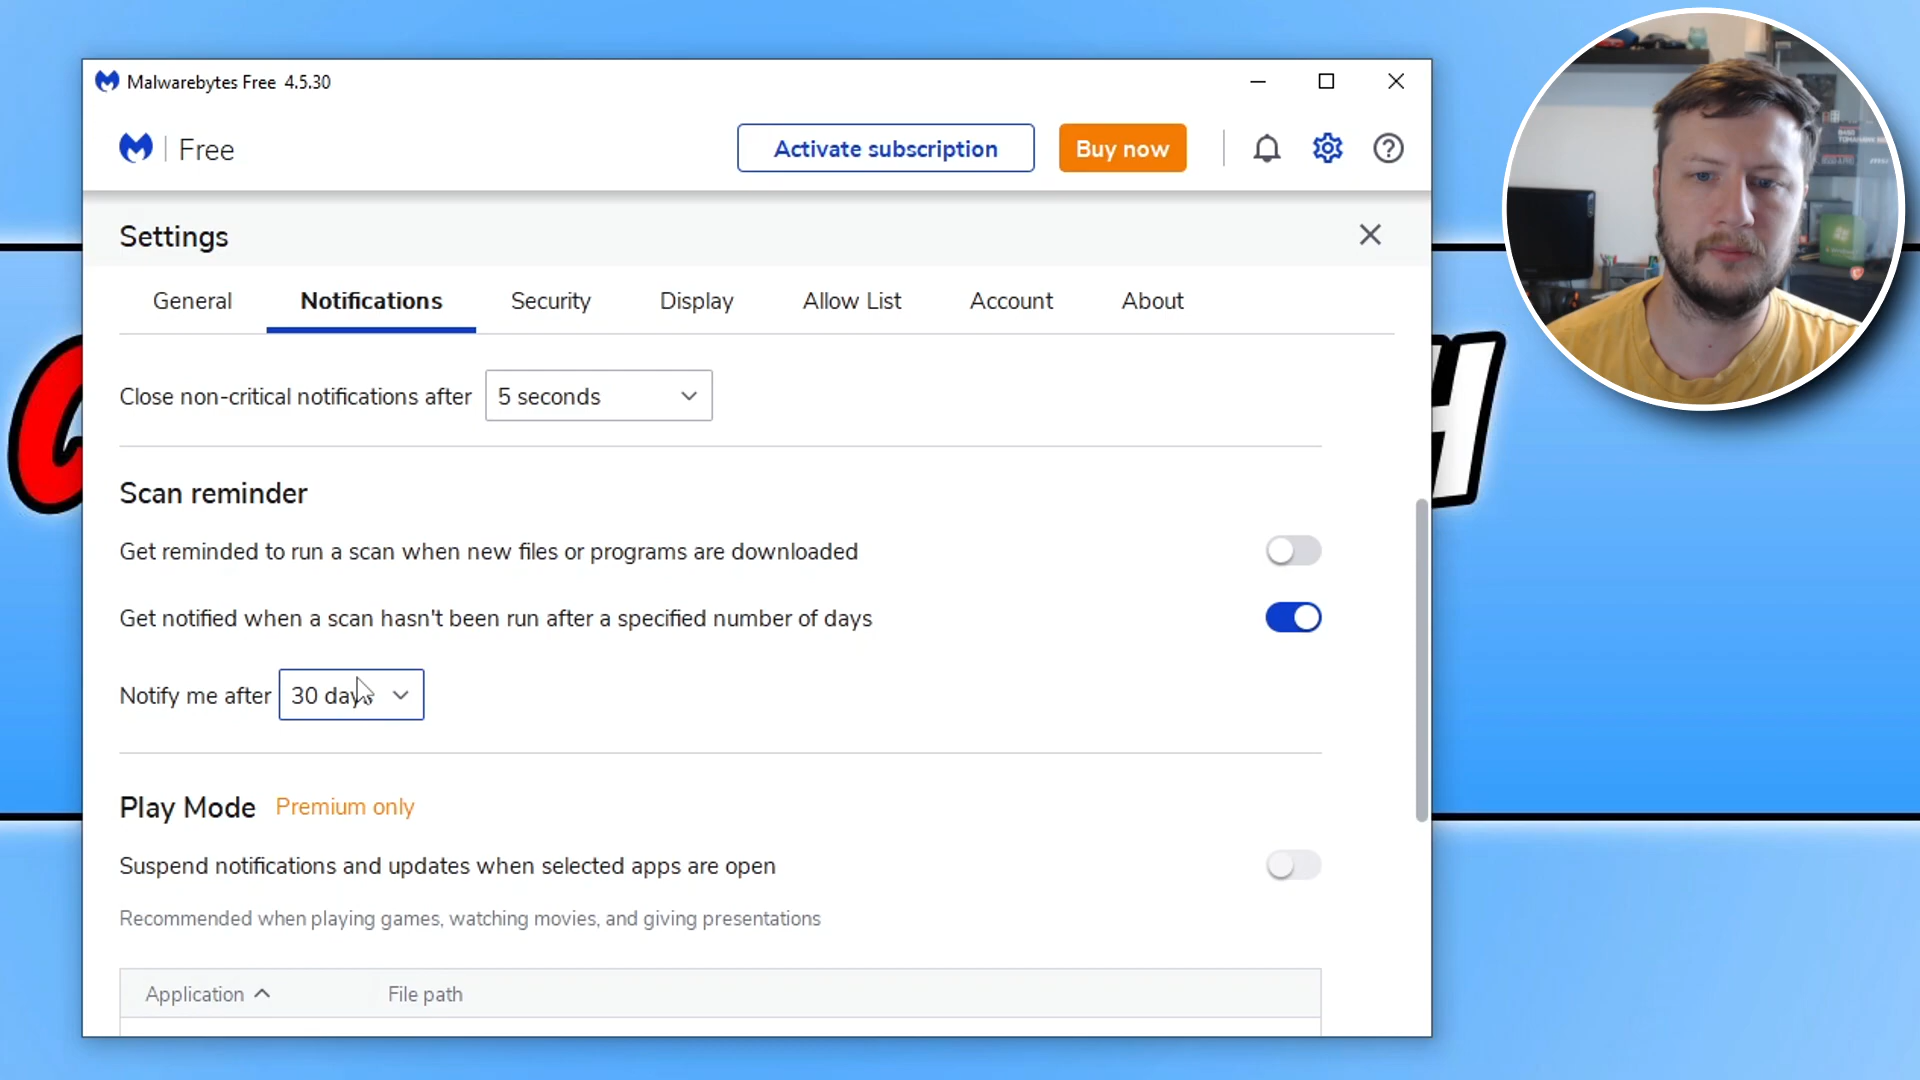 Malwarebytes Free 4.5.30
Free
Activate subscription
Buy now
Settings
General Notifications Security Display Allow List Account About
Close non-critical notifications after 5 seconds
Scan reminder
Get reminded to run a scan when new files or programs are downloaded
Get notified when a scan hasn't been run after a specified number of days
Notify me after 30 days
Play Mode Premium only
Suspend notifications and updates when selected apps are open
Recommended when playing games, watching movies, and giving presentations
Application File path
H